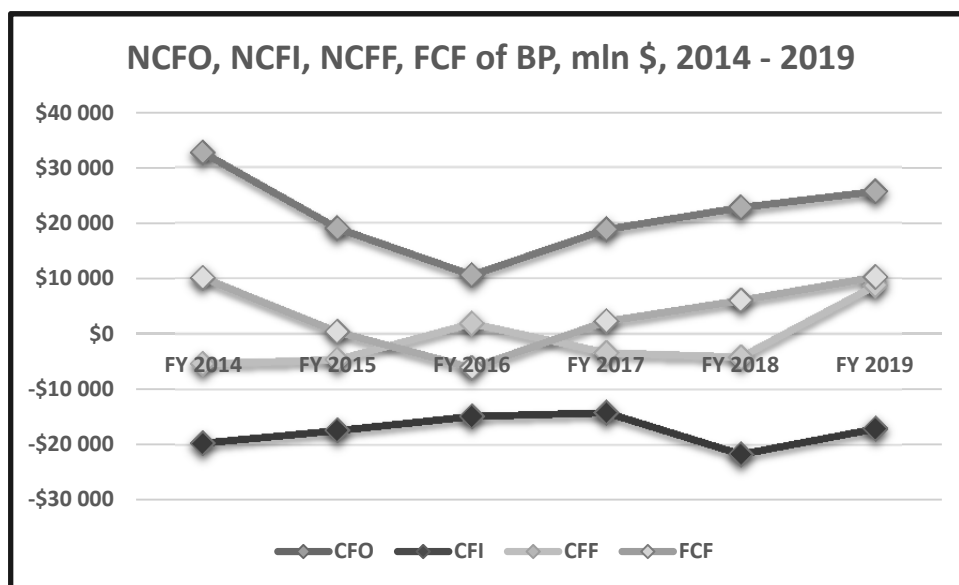 NCFO, NCFI, NCFF, FCF of BP, mln $, 2014 - 2019
$40 000
$30 000
$20 000
$10 000
$0
FY 2014 FY 2015 FY 2016 FY 2017 FY 2018 FY 2019
-$10 000
-$20 000
-$30 000
CFO CFI CFF FCF